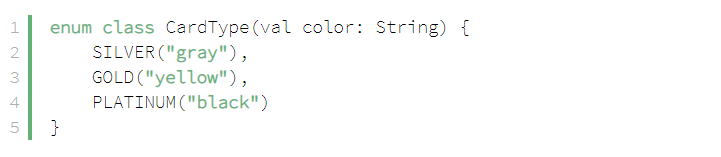 1 enum class CardType(val color: String) {
2     SILVER("gray"),
3     GOLD("yellow"),
4     PLATINUM("black")
5 }